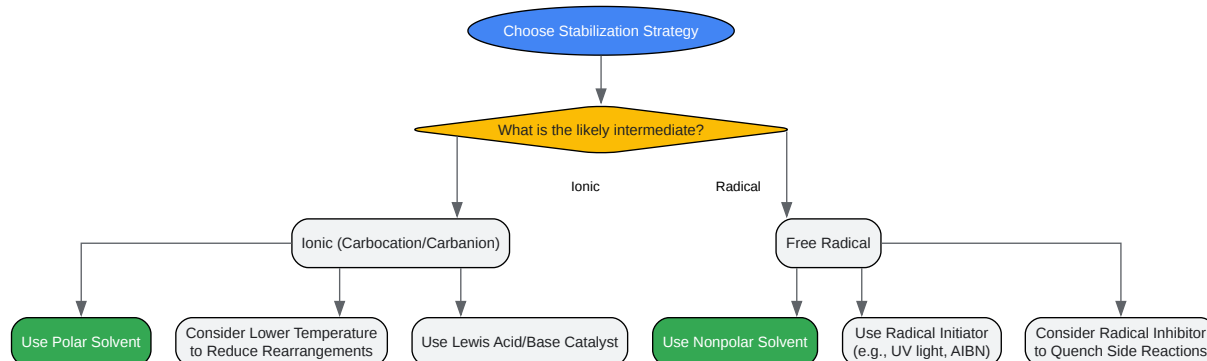 Choose Stabilization Strategy
What is the likely intermediate?
Ionic
Radical
Ionic (Carbocation/Carbanion)
Free Radical
Use Polar Solvent
Consider Lower Temperature
to Reduce Rearrangements
Use Lewis Acid/Base Catalyst
Use Nonpolar Solvent
Use Radical Initiator
(e.g., UV light, AIBN)
Consider Radical Inhibitor
to Quench Side Reactions